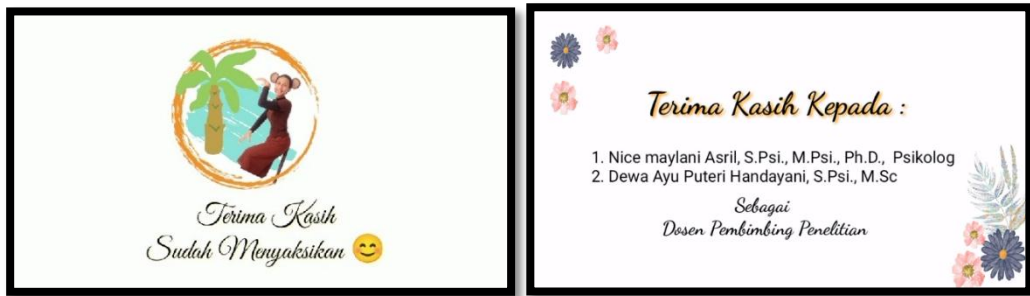 Terima Kasih
Sudah Menyaksikan 😊
Terima Kasih Kepada :
1. Nice maylani Asril, S.Psi., M.Psi., Ph.D., Psikolog
2. Dewa Ayu Puteri Handayani, S.Psi., M.Sc
Sebagai
Dosen Pembimbing Penelitian